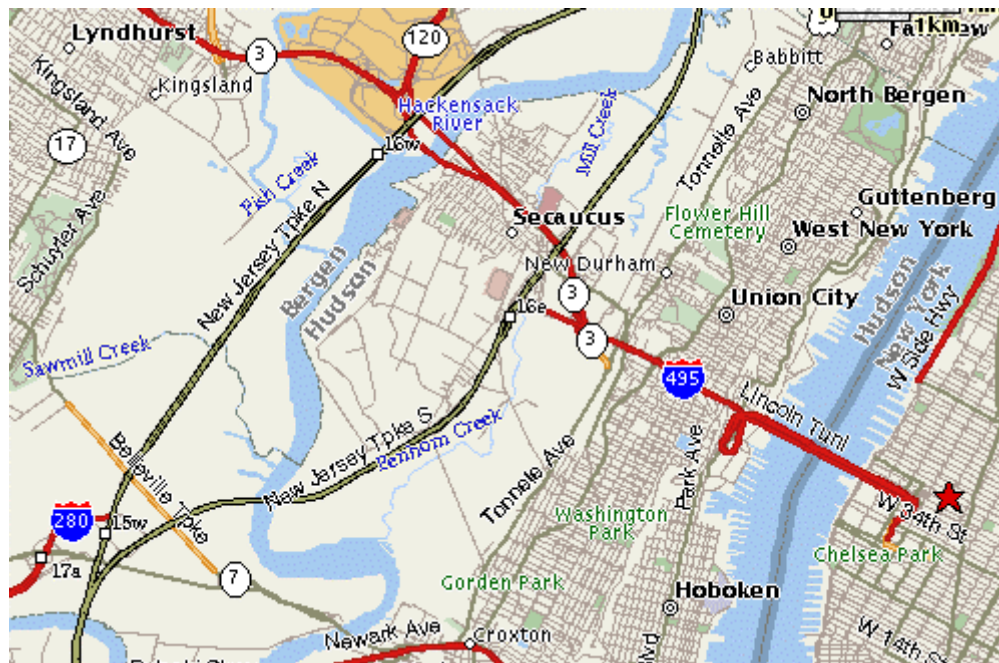 Lyndhurst
3
120
1km
Kingsland
Babbitt
Kingsland Ave
Hackensack
River
North Bergen
17
16w
Mill Creek
Tonnelle Ave
Fish Creek
Guttenberg
Secaucus
Flower Hill
Cemetery
West New York
Schuyler Ave
New Jersey Tpke N
Bergen
Hudson
New Durham
Hudson
New York
W Side Hwy
3
16e
Union City
3
Sawmill Creek
495
Lincoln Tunl
New Jersey Tpke S
Penhorn Creek
Park Ave
Belleville Tpke
Tonnele Ave
W 34th St
Washington
Park
280
15w
Chelsea Park
17a
7
Gorden Park
Hoboken
Newark Ave
Croxton
W 14th St